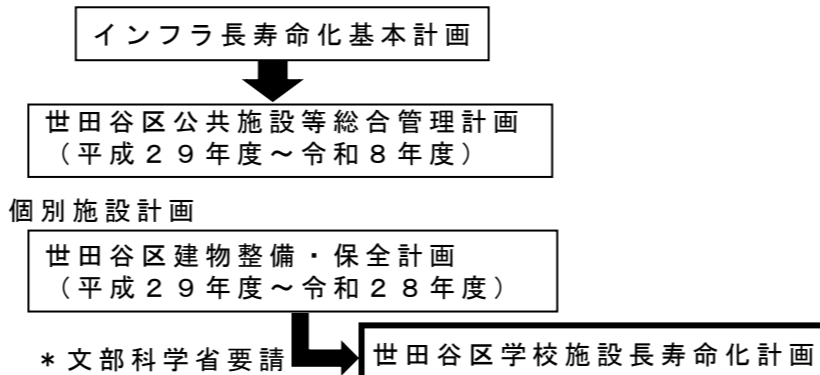 インフラ長寿命化基本計画
世田谷区公共施設等総合管理計画
(平成29年度~令和8年度)
個別施設計画
世田谷区建物整備・保全計画
(平成29年度~令和28年度)
*文部科学省要請
世田谷区学校施設長寿命化計画